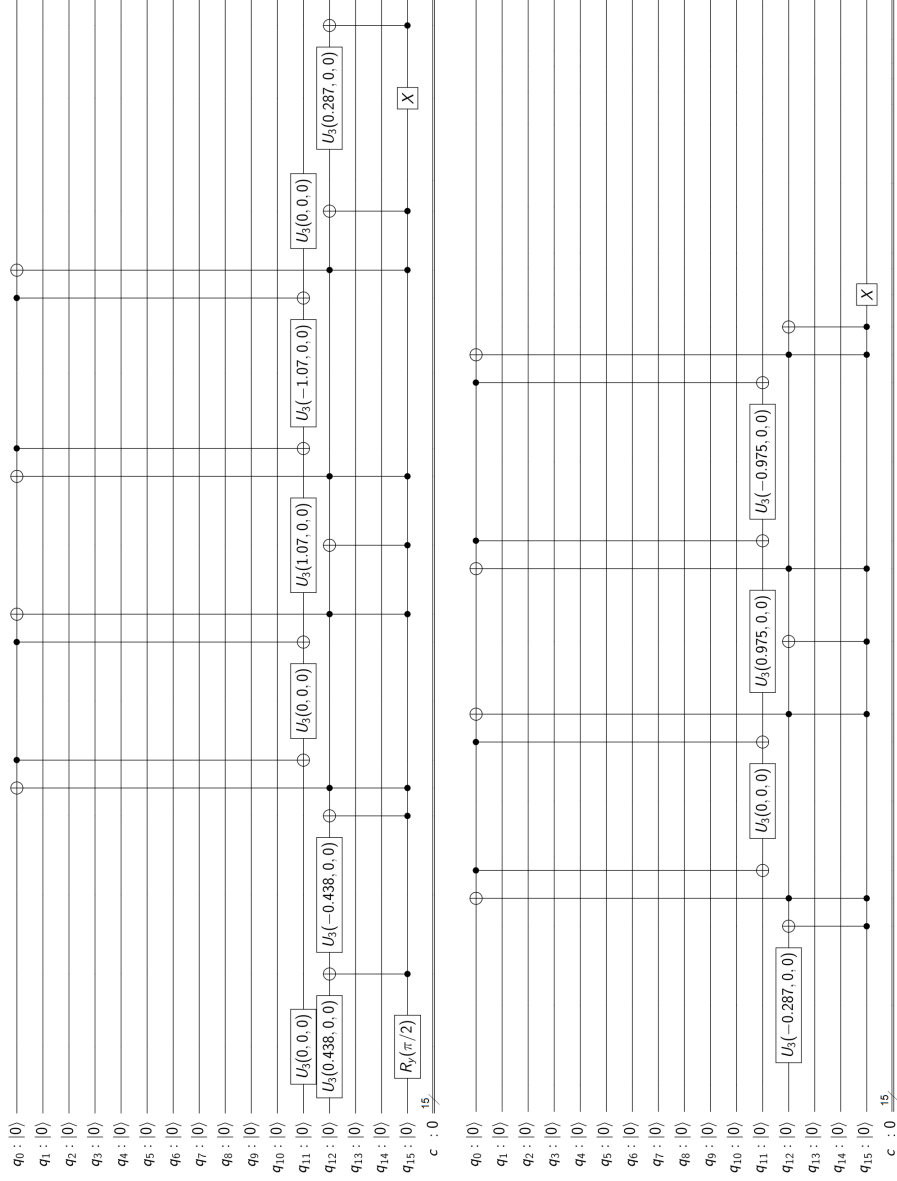 q0 : |0⟩
q1 : |0⟩
q2 : |0⟩
q3 : |0⟩
q4 : |0⟩
q5 : |0⟩
q6 : |0⟩
q7 : |0⟩
q8 : |0⟩
q9 : |0⟩
q10 : |0⟩
q11 : |0⟩ U3(0, 0, 0) U3(0, 0, 0) U3(1.07, 0, 0) U3(−1.07, 0, 0) U3(0, 0, 0)
q12 : |0⟩ U3(0.438, 0, 0) U3(−0.438, 0, 0) U3(0.287, 0, 0)
q13 : |0⟩
q14 : |0⟩
q15 : |0⟩ Ry(π/2) X
c : 0 15
q0 : |0⟩
q1 : |0⟩
q2 : |0⟩
q3 : |0⟩
q4 : |0⟩
q5 : |0⟩
q6 : |0⟩
q7 : |0⟩
q8 : |0⟩
q9 : |0⟩
q10 : |0⟩
q11 : |0⟩ U3(0, 0, 0) U3(0.975, 0, 0) U3(−0.975, 0, 0)
q12 : |0⟩ U3(−0.287, 0, 0)
q13 : |0⟩
q14 : |0⟩
q15 : |0⟩ X
c : 0 15